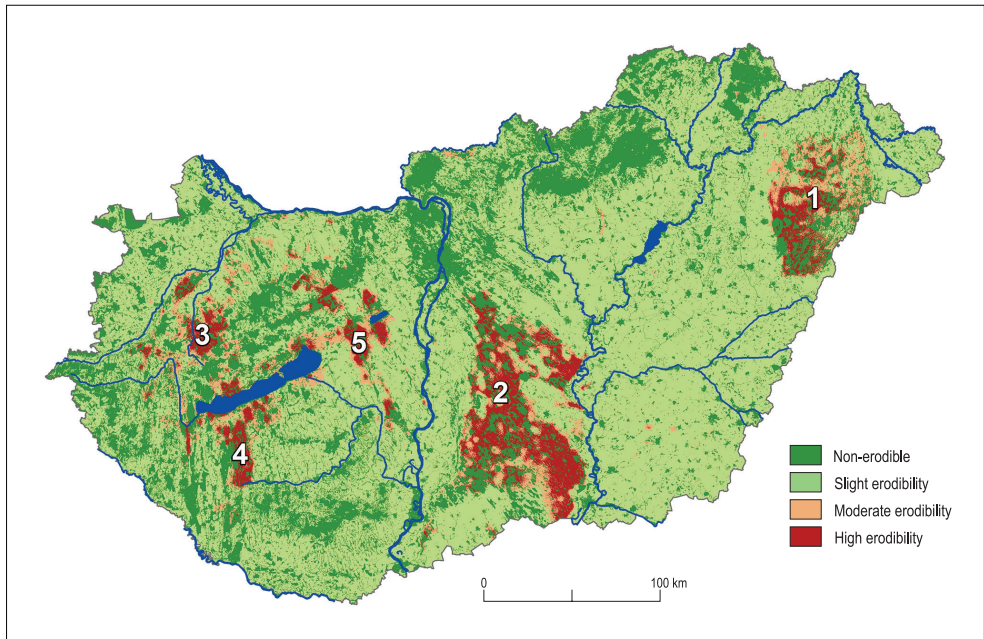 1
3
5
2
4
Non-erodible
Slight erodibility
Moderate erodibility
High erodibility
0 100 km